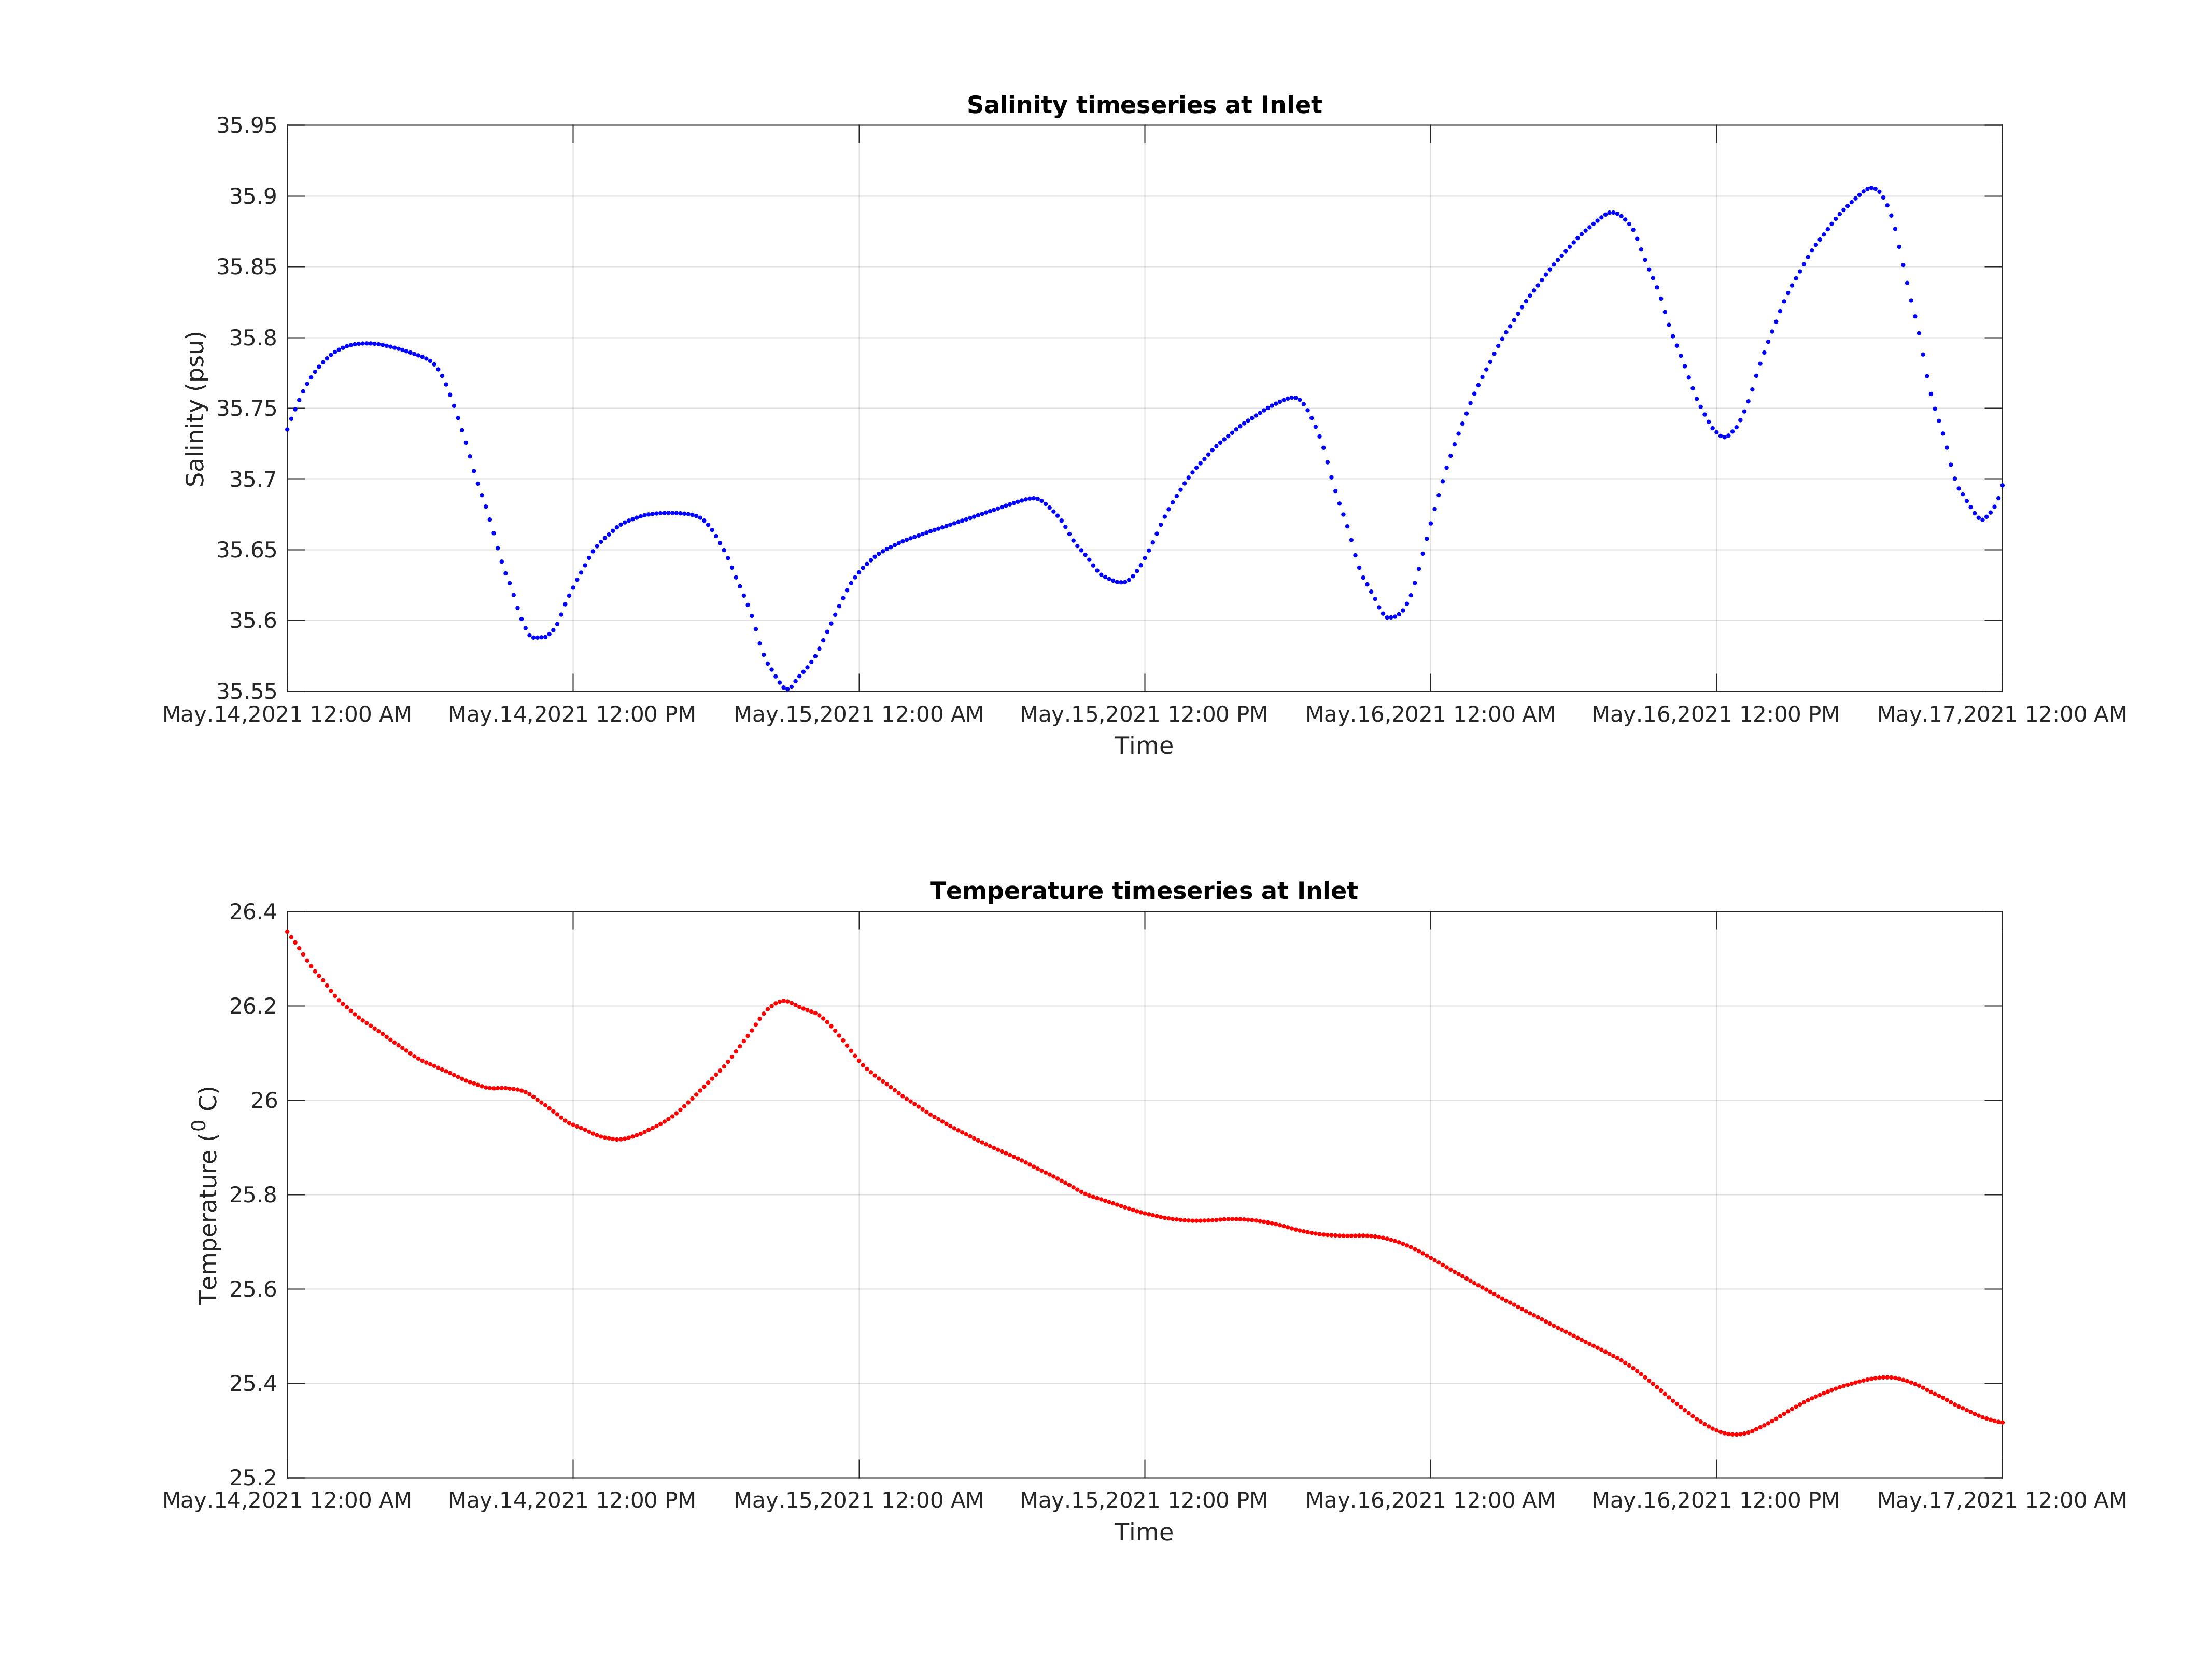 Salinity timeseries at Inlet
35.95
35.9
35.85
35.8
35.75
35.7
35.65
35.6
35.55
Salinity (psu)
May.14,2021 12:00 AM May.14,2021 12:00 PM May.15,2021 12:00 AM May.15,2021 12:00 PM May.16,2021 12:00 AM May.16,2021 12:00 PM May.17,2021 12:00 AM
Time
Temperature timeseries at Inlet
26.4
26.2
26
25.8
25.6
25.4
25.2
Temperature (⁰ C)
May.14,2021 12:00 AM May.14,2021 12:00 PM May.15,2021 12:00 AM May.15,2021 12:00 PM May.16,2021 12:00 AM May.16,2021 12:00 PM May.17,2021 12:00 AM
Time